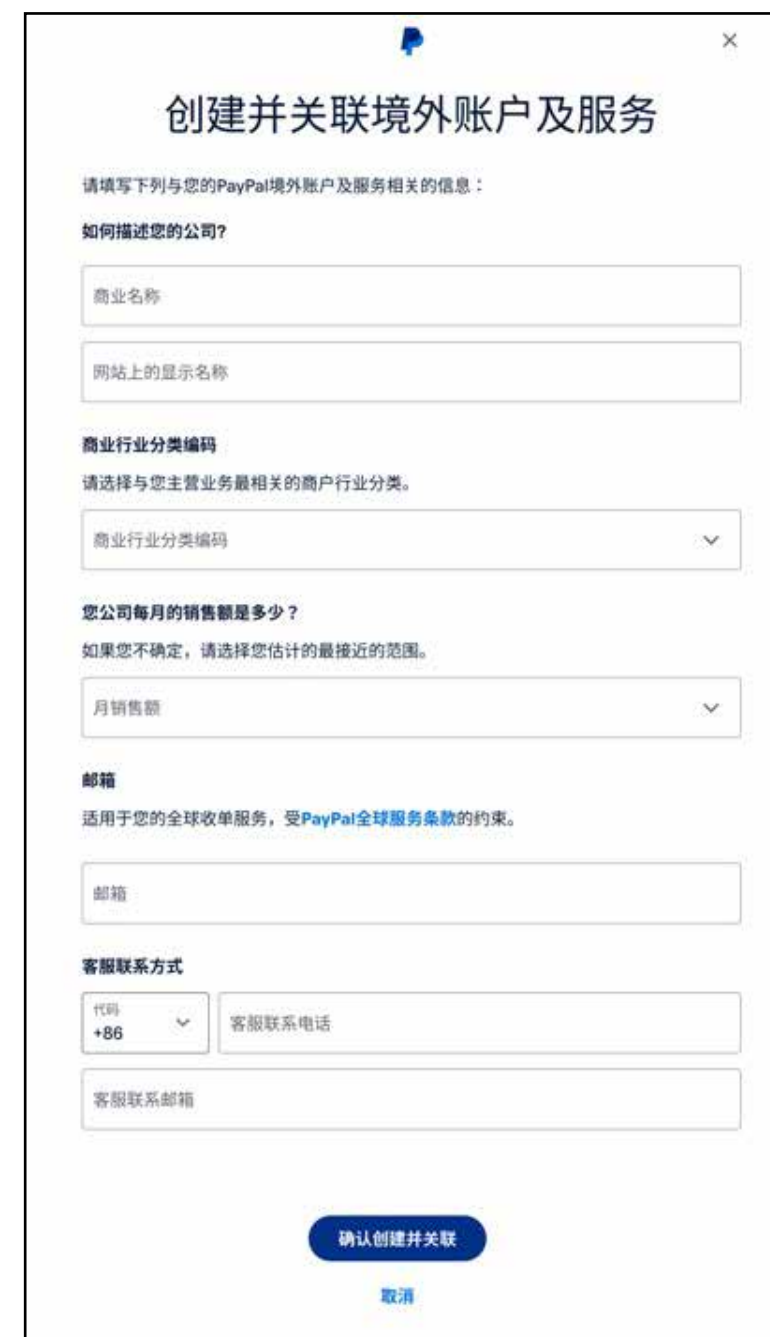 创建并关联境外账户及服务
请填写下列与您的PayPal境外账户及服务相关的信息：
如何描述您的公司?
商业名称
网站上的显示名称
商业行业分类编码
请选择与您主营业务最相关的商户行业分类。
商业行业分类编码
您公司每月的销售额是多少？
如果您不确定，请选择您估计的最接近的范围。
月销售额
邮箱
适用于您的全球收单服务，受PayPal全球服务条款的约束。
邮箱
客服联系方式
代码
+86
客服联系电话
客服联系邮箱
确认创建并关联
取消